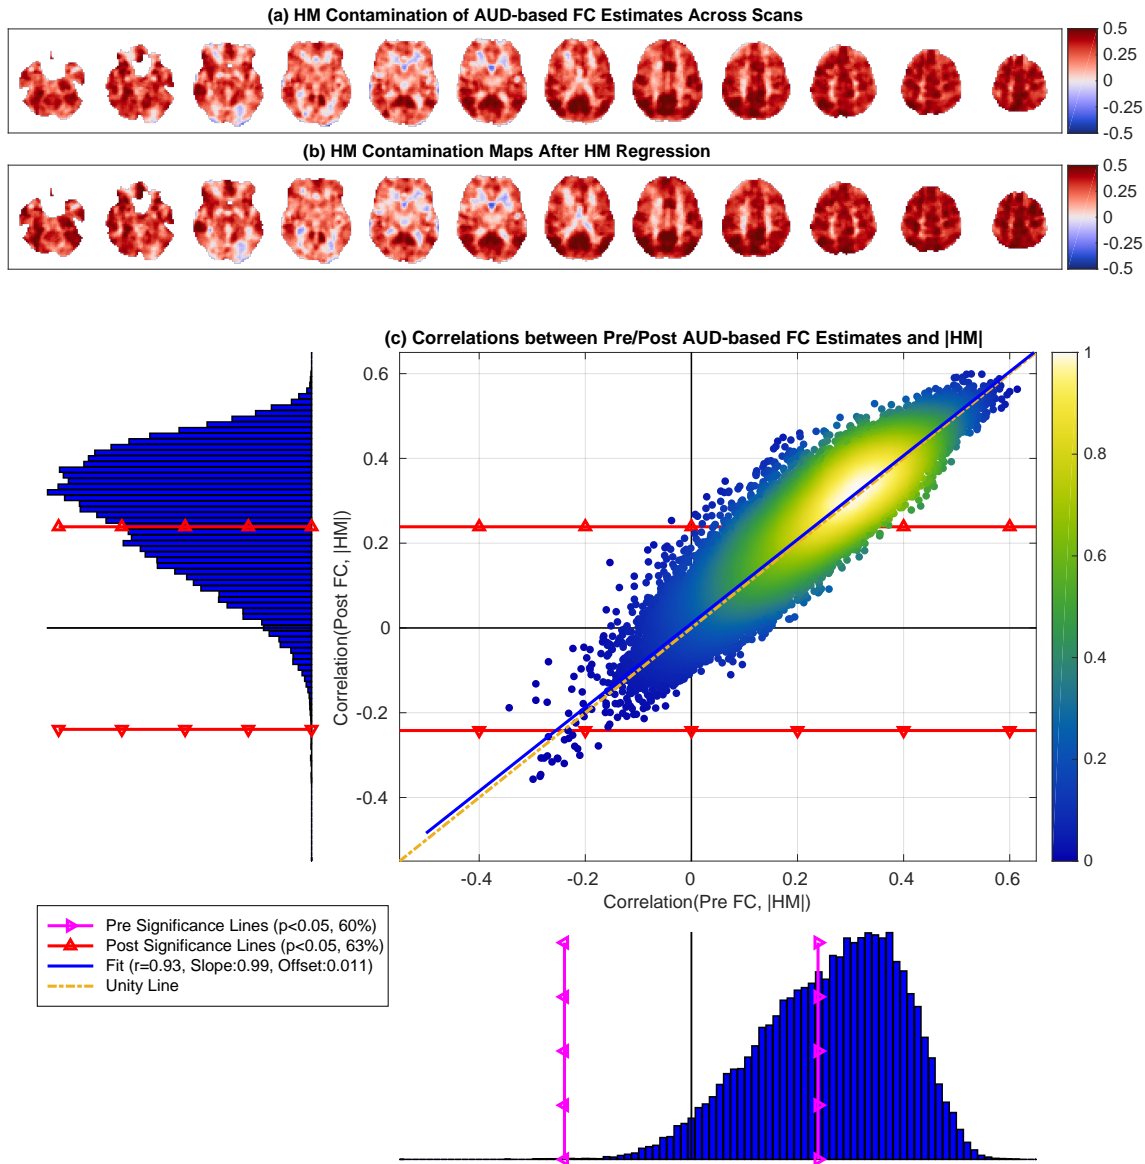 (a) HM Contamination of AUD-based FC Estimates Across Scans
0.5
0.25
0
-0.25
-0.5
(b) HM Contamination Maps After HM Regression
0.5
0.25
0
-0.25
-0.5
(c) Correlations between Pre/Post AUD-based FC Estimates and |HM|
Correlation(Post FC, |HM|)
0.6
0.4
0.2
0
-0.2
-0.4
1
0.8
0.6
0.4
0.2
0
-0.4 -0.2 0 0.2 0.4 0.6
Correlation(Pre FC, |HM|)
Pre Significance Lines (p<0.05, 60%)
Post Significance Lines (p<0.05, 63%)
Fit (r=0.93, Slope:0.99, Offset:0.011)
Unity Line